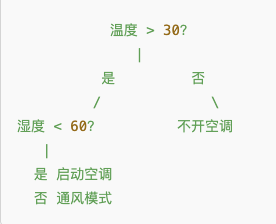 温度 > 30?
|
是 否
/ \
湿度 < 60? 不开空调
|
是 启动空调
否 通风模式